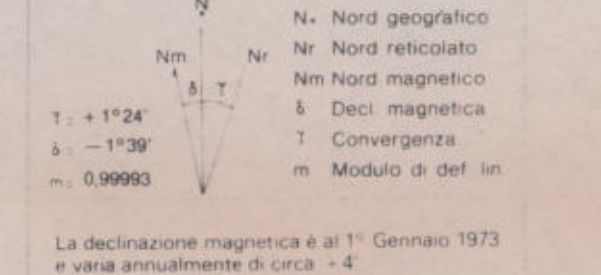 N
Nm
Nr
δ
T
T = + 1°24'
δ = − 1°39'
m = 0,99993
N. Nord geografico
Nr Nord reticolato
Nm Nord magnetico
δ Decl magnetica
T Convergenza
m Modulo di def lin
La declinazione magnetica è al 1° Gennaio 1973
e varia annualmente di circa + 4'